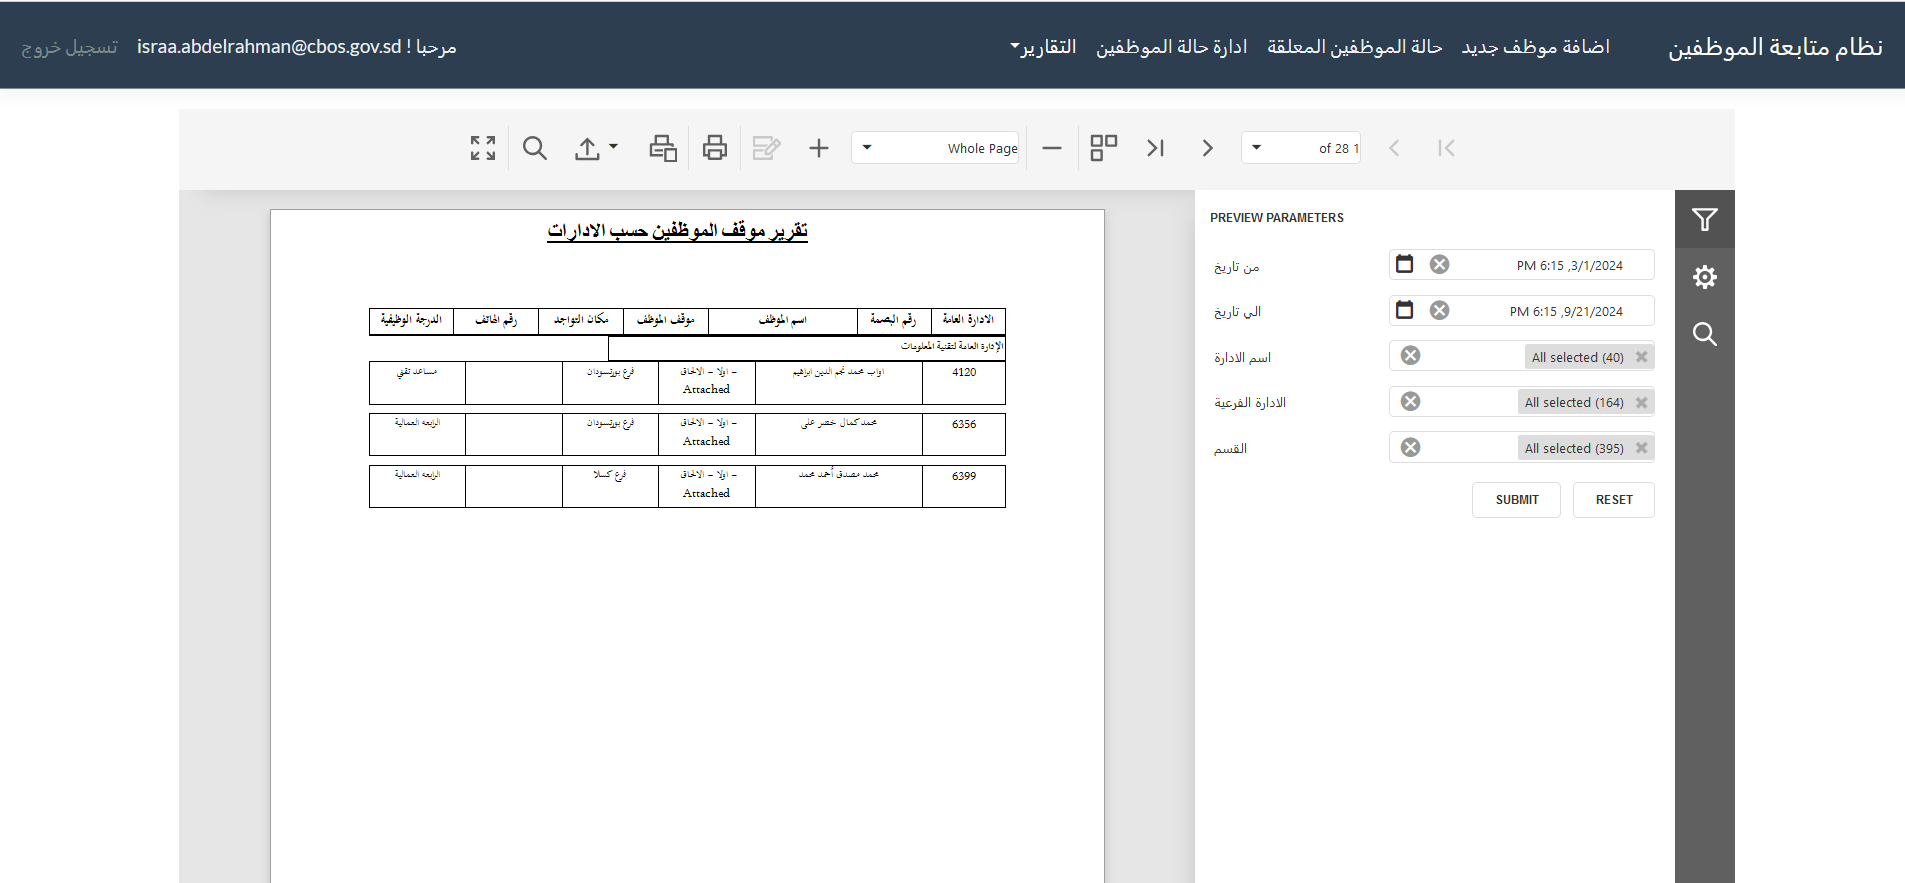 نظام متابعة الموظفين
اضافة موظف جديد
حالة الموظفين المعلقة
ادارة حالة الموظفين
التقارير
مرحبا ! israa.abdelrahman@cbos.gov.sd
تسجيل خروج
Whole Page
of 28 1
تقرير موقف الموظفين حسب الادارات
الادارة العامة رقم البصمة اسم الموظف موقف الموظف مكان التواجد رقم الهاتف الدرجة الوظيفية
الإدارة العامة لتقنية المعلومات
4120 اواب محمد نجم الدين ابراهيم – اولا – الالحاق فرع بورتسودان مساعد تقني
Attached
6356 محمد كمال خضر على – اولا – الالحاق فرع بورتسودان الرابعه العمالية
Attached
6399 محمد مصدق أحمد محمد – اولا – الالحاق فرع كسلا الرابعه العمالية
Attached
PREVIEW PARAMETERS
من تاريخ
PM 6:15 ,3/1/2024
الي تاريخ
PM 6:15 ,9/21/2024
اسم الادارة
All selected (40)
الادارة الفرعية
All selected (164)
القسم
All selected (395)
SUBMIT
RESET